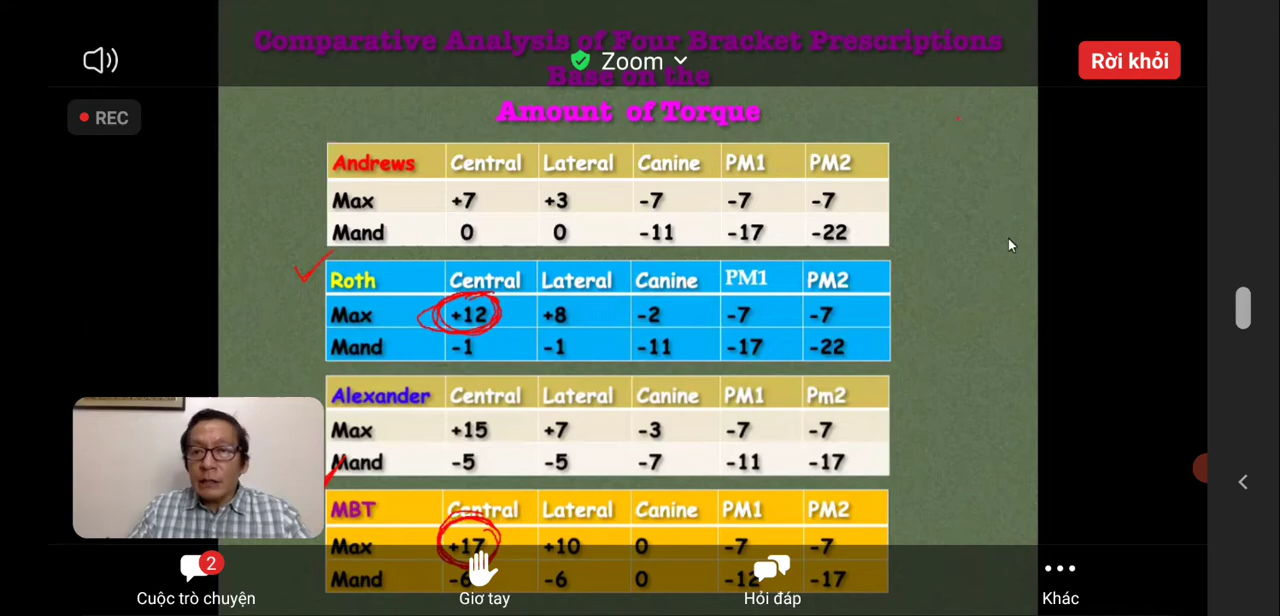 Comparative Analysis of Four Bracket Prescriptions
Zoom
Rời khỏi
Base on the
REC
Amount of Torque
Andrews Central Lateral Canine PM1 PM2
Max +7 +3 -7 -7 -7
Mand 0 0 -11 -17 -22
Roth Central Lateral Canine PM1 PM2
Max +12 +8 -2 -7 -7
Mand -1 -1 -11 -17 -22
Alexander Central Lateral Canine PM1 Pm2
Max +15 +7 -3 -7 -7
Mand -5 -5 -7 -11 -17
MBT Central Lateral Canine PM1 PM2
Max +17 +10 0 -7 -7
Mand -6 -6 0 -12 -17
2
Cuộc trò chuyện
Giơ tay
Hỏi đáp
Khác